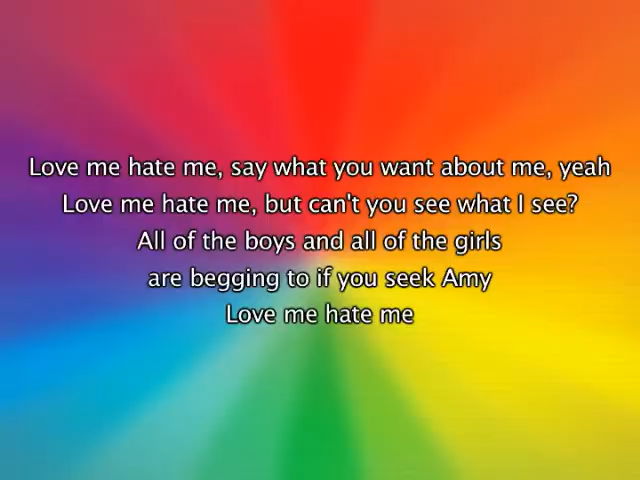 Love me hate me, say what you want about me, yeah
Love me hate me, but can't you see what I see?
All of the boys and all of the girls
are begging to if you seek Amy
Love me hate me